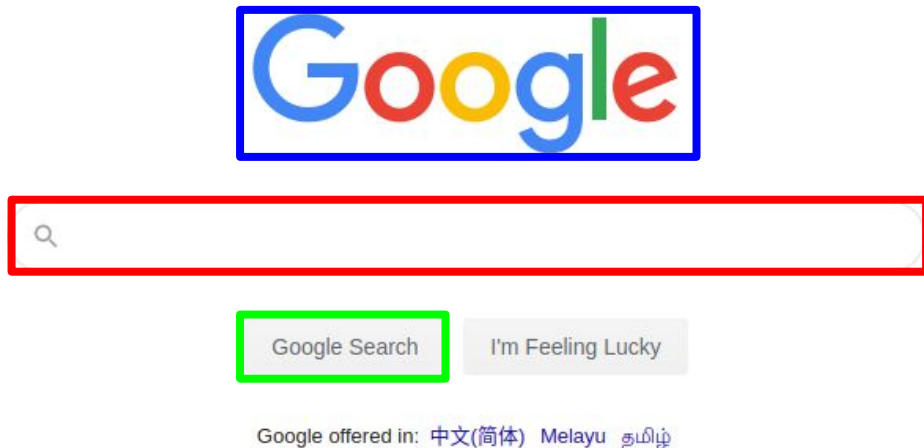 Google
Google Search I'm Feeling Lucky
Google offered in: 中文(简体) Melayu தமிழ்